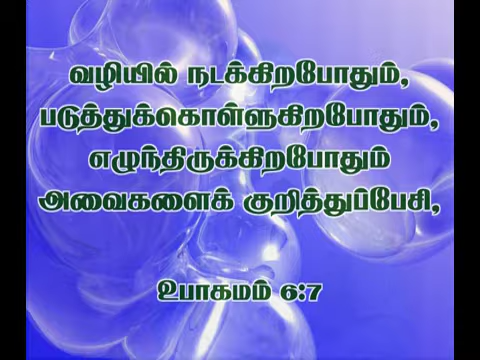 வழியில் நடக்கிறபோதும்,
படுத்துக்கொள்ளுகிறபோதும்,
எழுந்திருக்கிறபோதும்
அவைகளைக் குறித்துப்பேசி,
உபாகமம் 6:7